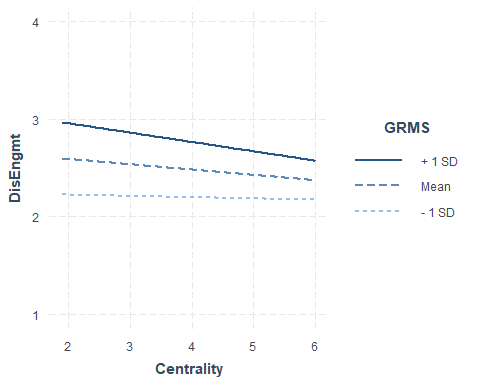 4
3
2
1
DisEngmt
2 3 4 5 6
Centrality
GRMS
+ 1 SD
Mean
- 1 SD